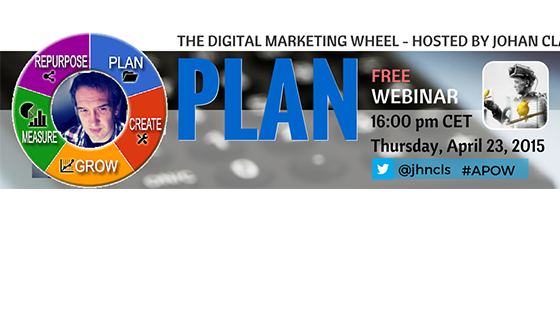 THE DIGITAL MARKETING WHEEL - HOSTED BY JOHAN
REPURPOSE
PLAN
MEASURE
CREATE
GROW
PLAN
FREE
WEBINAR
16:00 pm CET
Thursday, April 23, 2015
@jhncls #APOW